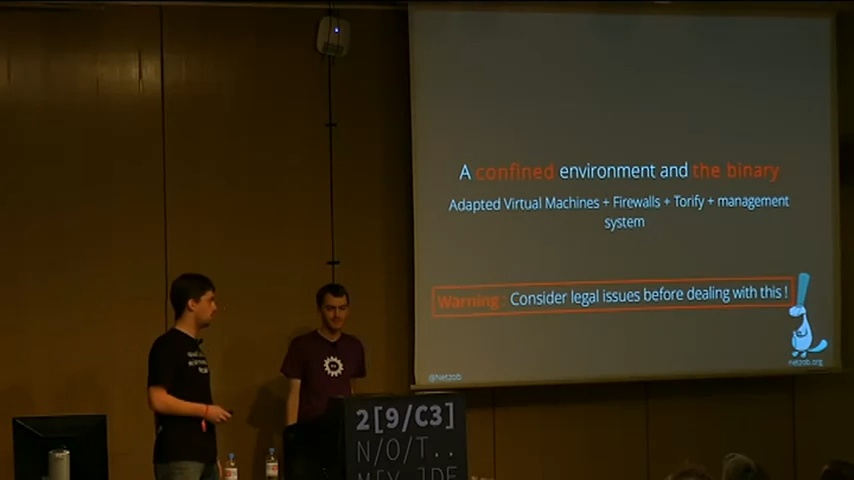 A confined environment and the binary
Adapted Virtual Machines + Firewalls + Torify + management
system
Warning : Consider legal issues before dealing with this !
@Netzob
netzob.org
2[9/C3]
N/O/T..